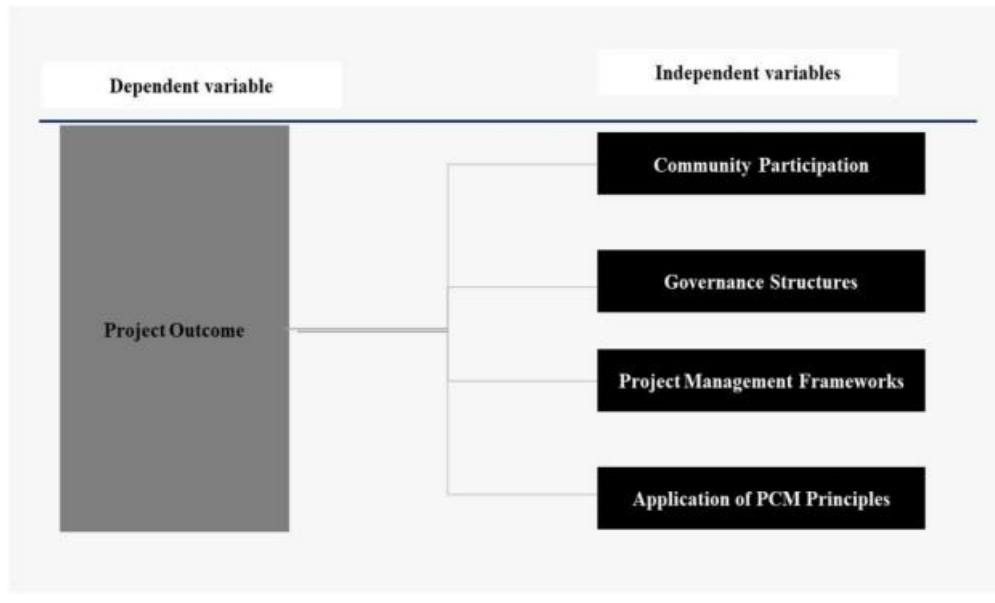 Dependent variable
Independent variables
Project Outcome
Community Participation
Governance Structures
Project Management Frameworks
Application of PCM Principles